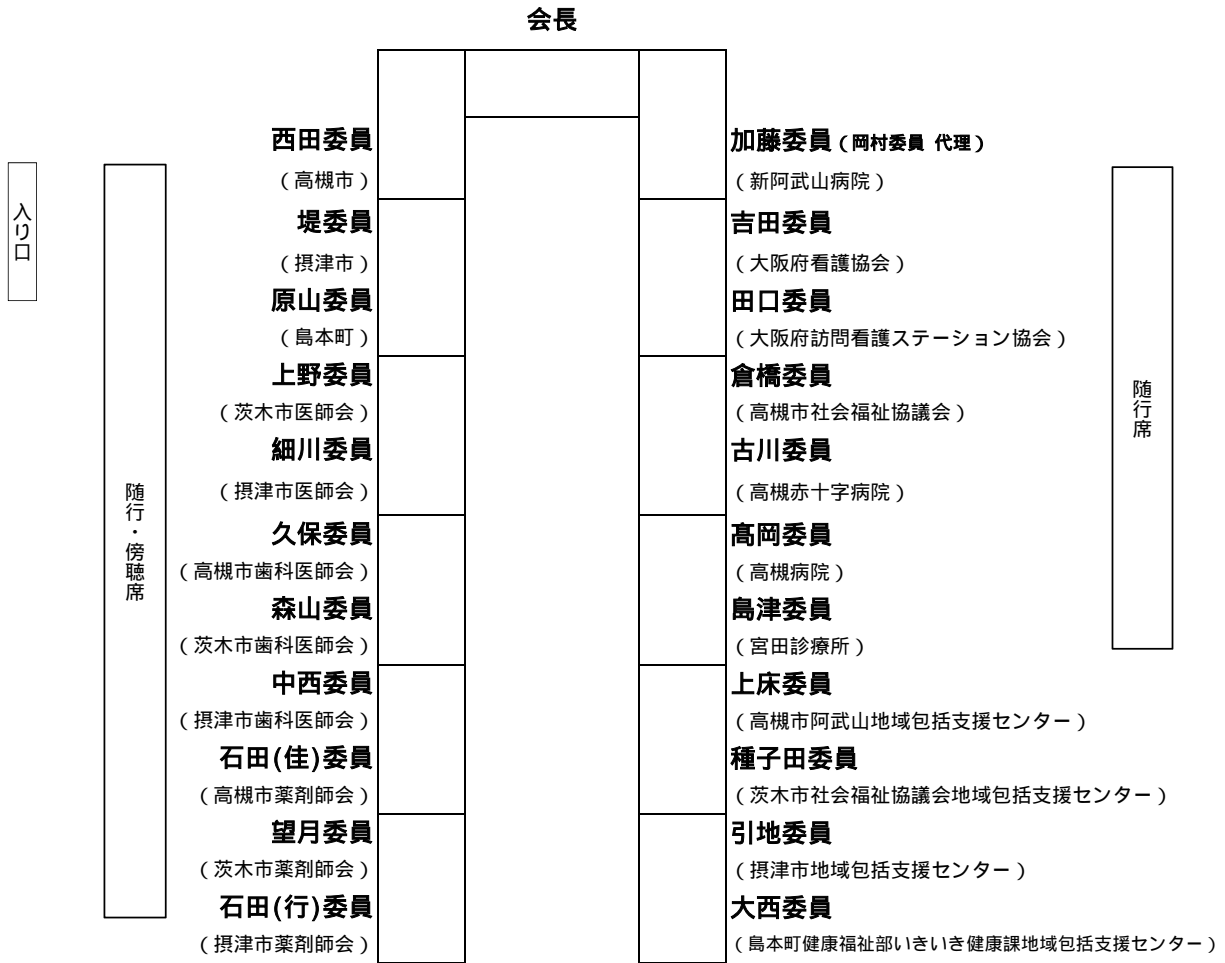 会長
西田委員
（高槻市）
堤委員
（摂津市）
原山委員
（島本町）
上野委員
（茨木市医師会）
細川委員
（摂津市医師会）
久保委員
（高槻市歯科医師会）
森山委員
（茨木市歯科医師会）
中西委員
（摂津市歯科医師会）
石田(佳)委員
（高槻市薬剤師会）
望月委員
（茨木市薬剤師会）
石田(行)委員
（摂津市薬剤師会）
加藤委員（岡村委員 代理）
（新阿武山病院）
吉田委員
（大阪府看護協会）
田口委員
（大阪府訪問看護ステーション協会）
倉橋委員
（高槻市社会福祉協議会）
古川委員
（高槻赤十字病院）
髙岡委員
（高槻病院）
島津委員
（宮田診療所）
上床委員
（高槻市阿武山地域包括支援センター）
種子田委員
（茨木市社会福祉協議会地域包括支援センター）
引地委員
（摂津市地域包括支援センター）
大西委員
（島本町健康福祉部いきいき健康課地域包括支援センター）
入り口
随行・傍聴席
随行席